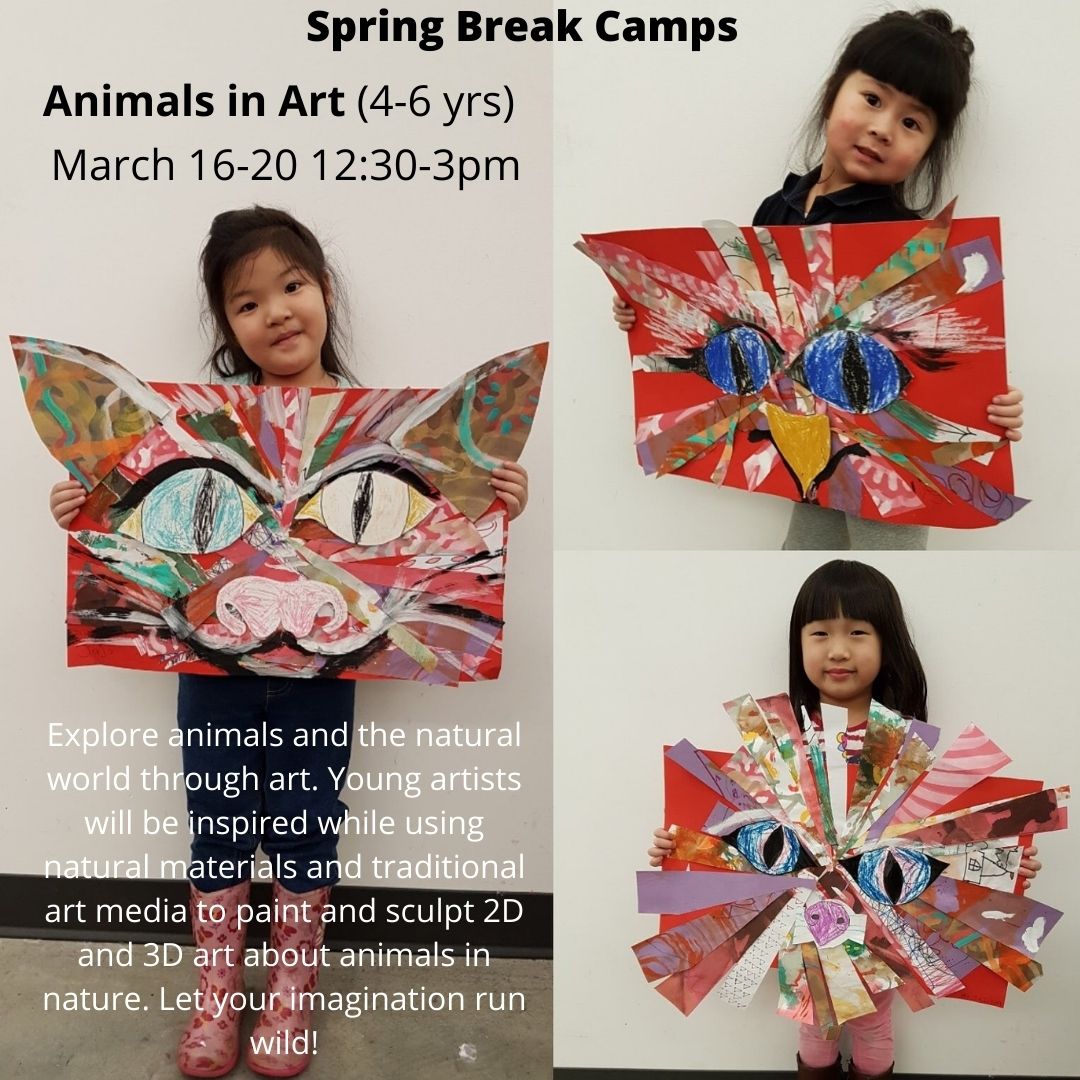 Spring Break Camps
Animals in Art (4-6 yrs)
March 16-20 12:30-3pm
Explore animals and the natural
world through art. Young artists
will be inspired while using
natural materials and traditional
art media to paint and sculpt 2D
and 3D art about animals in
nature. Let your imagination run
wild!